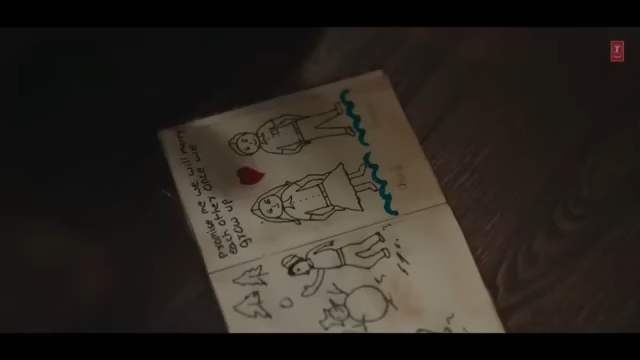 promise me we will marry
each other once we
grow up